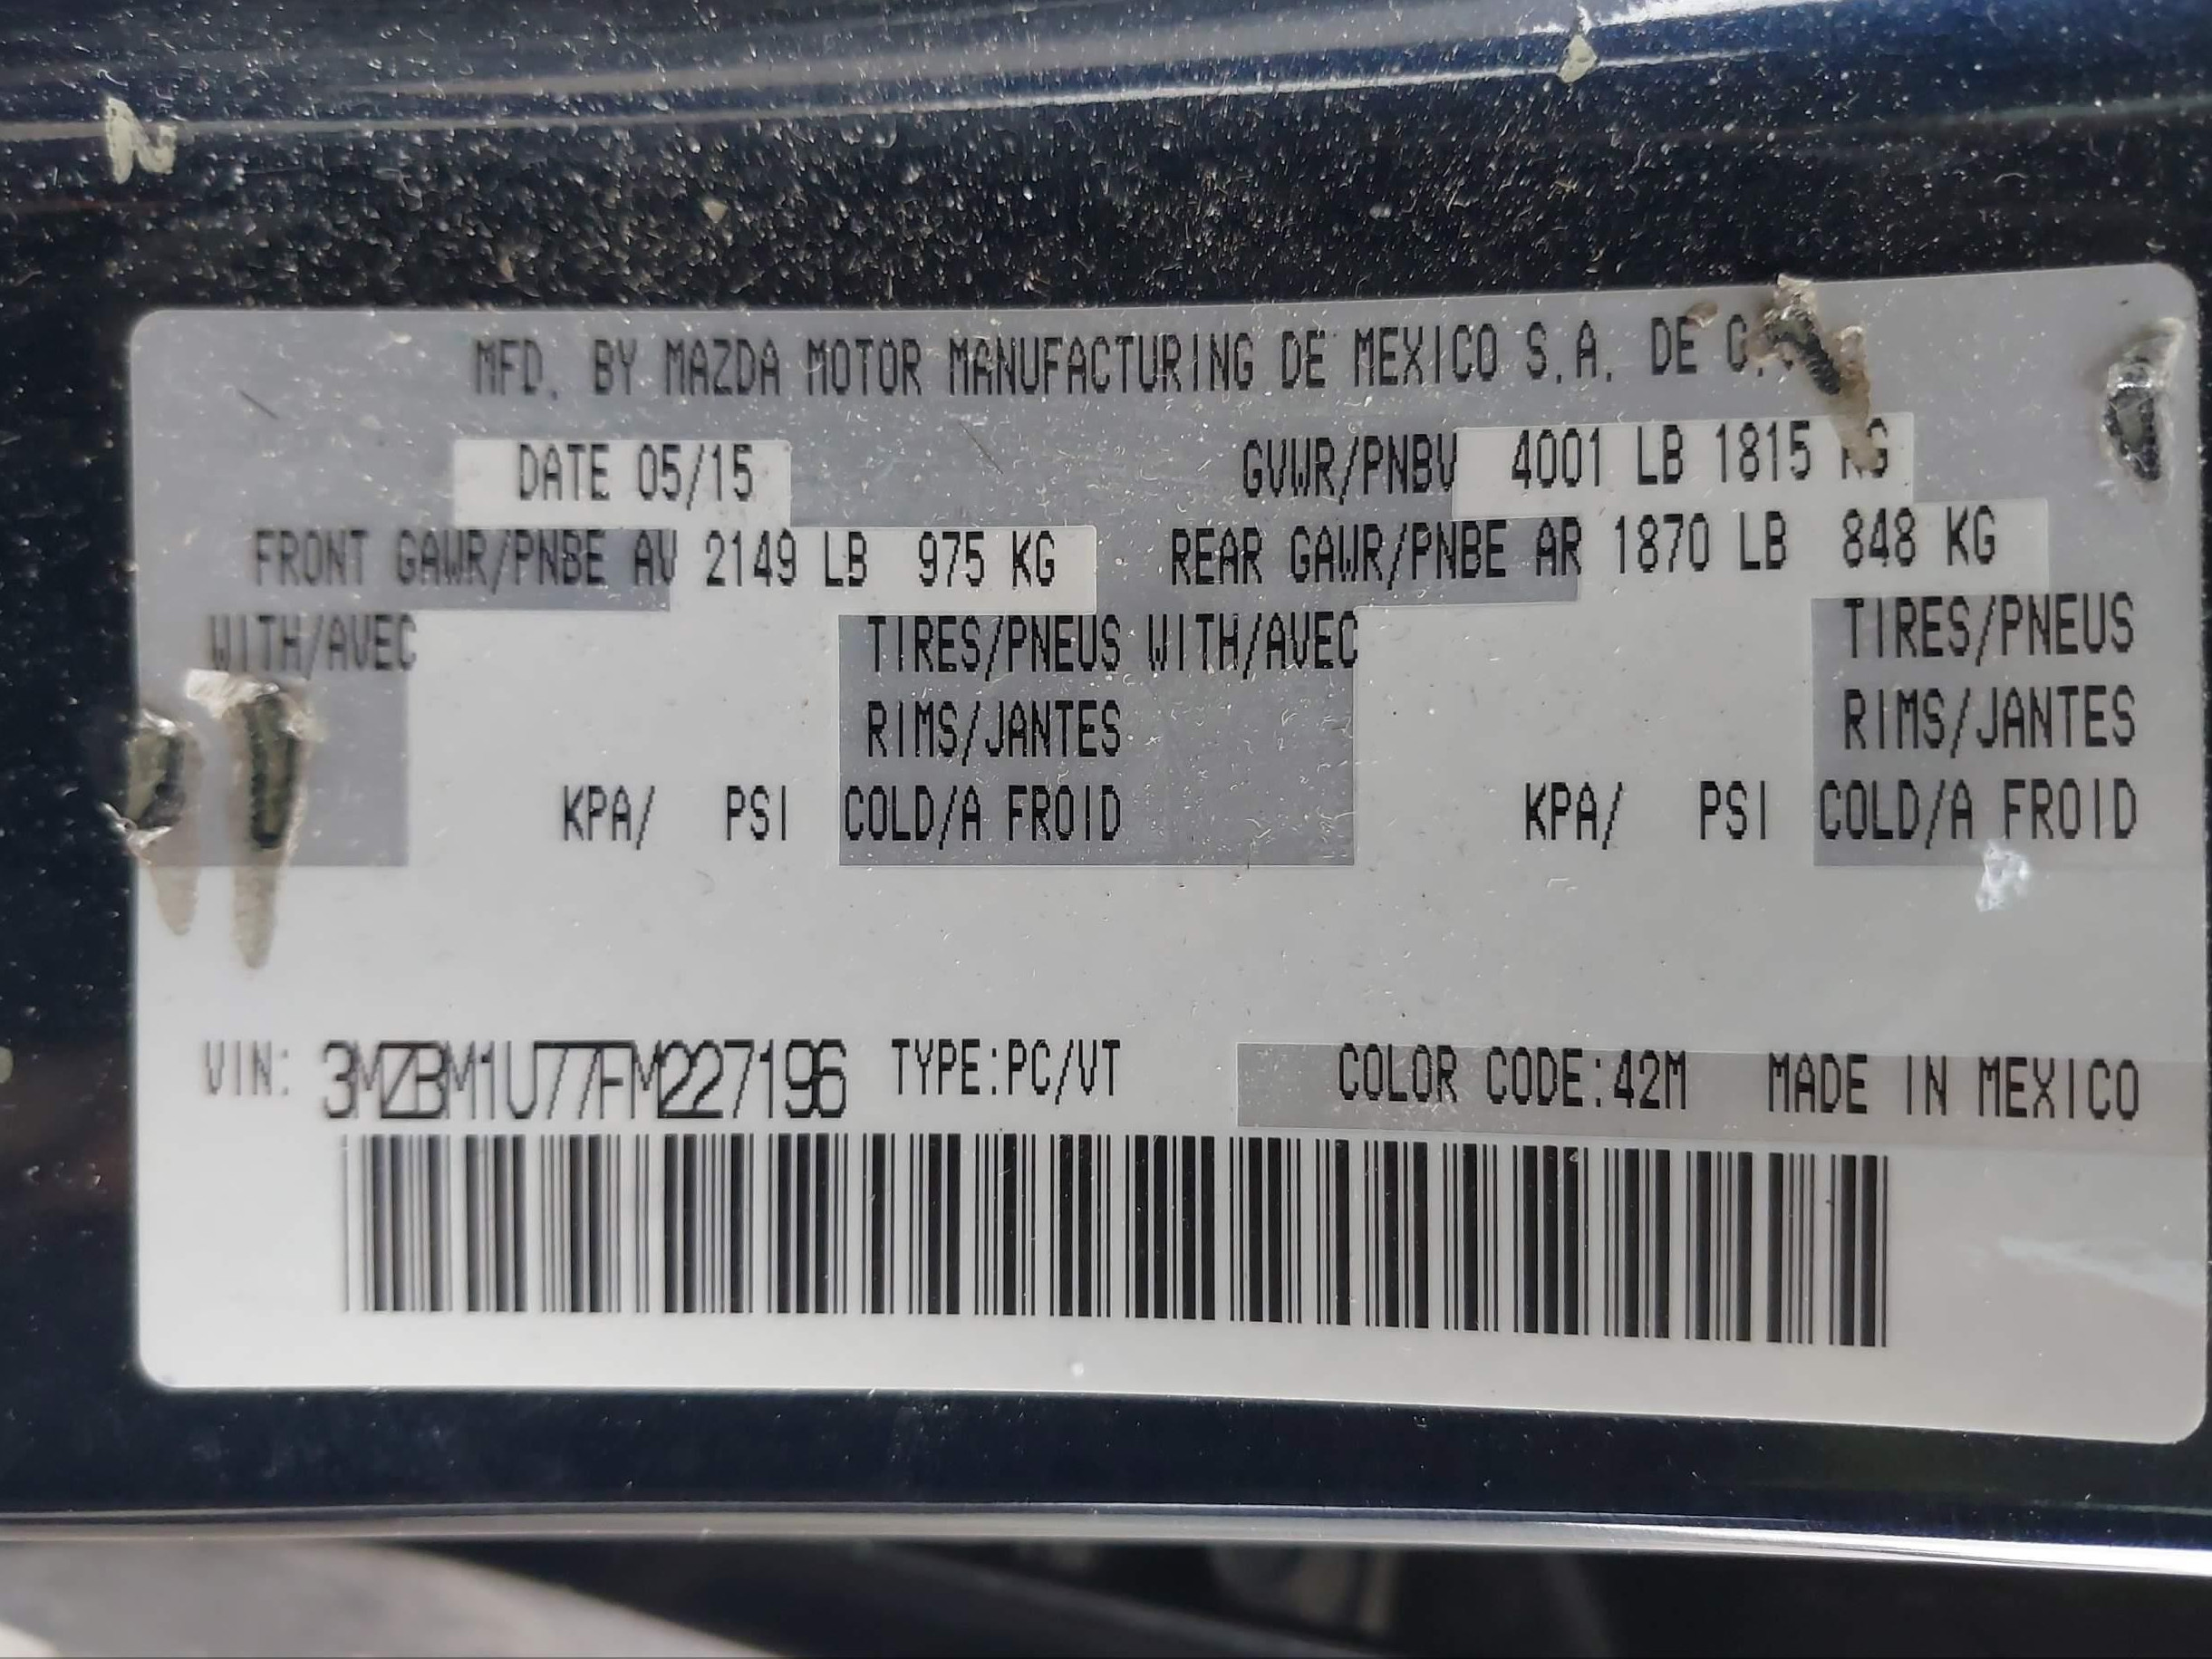 MFD. BY MAZDA MOTOR MANUFACTURING DE MEXICO S.A. DE C.
DATE 05/15 GVWR/PNBV 4001 LB 1815 KG
FRONT GAWR/PNBE AV 2149 LB 975 KG REAR GAWR/PNBE AR 1870 LB 848 KG
WITH/AVEC TIRES/PNEUS WITH/AVEC TIRES/PNEUS
RIMS/JANTES RIMS/JANTES
KPA/ PSI COLD/A FROID KPA/ PSI COLD/A FROID
VIN: 3MZBM1U77FM227196 TYPE:PC/VT COLOR CODE:42M MADE IN MEXICO